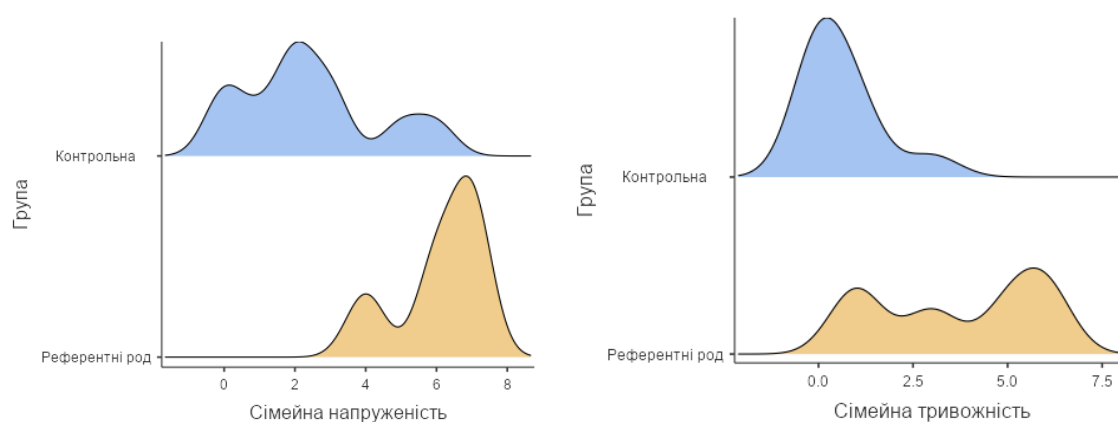 Група
Контрольна
Референтні род
0 2 4 6 8
Сімейна напруженість
Група
Контрольна
Референтні род
0.0 2.5 5.0 7.5
Сімейна тривожність